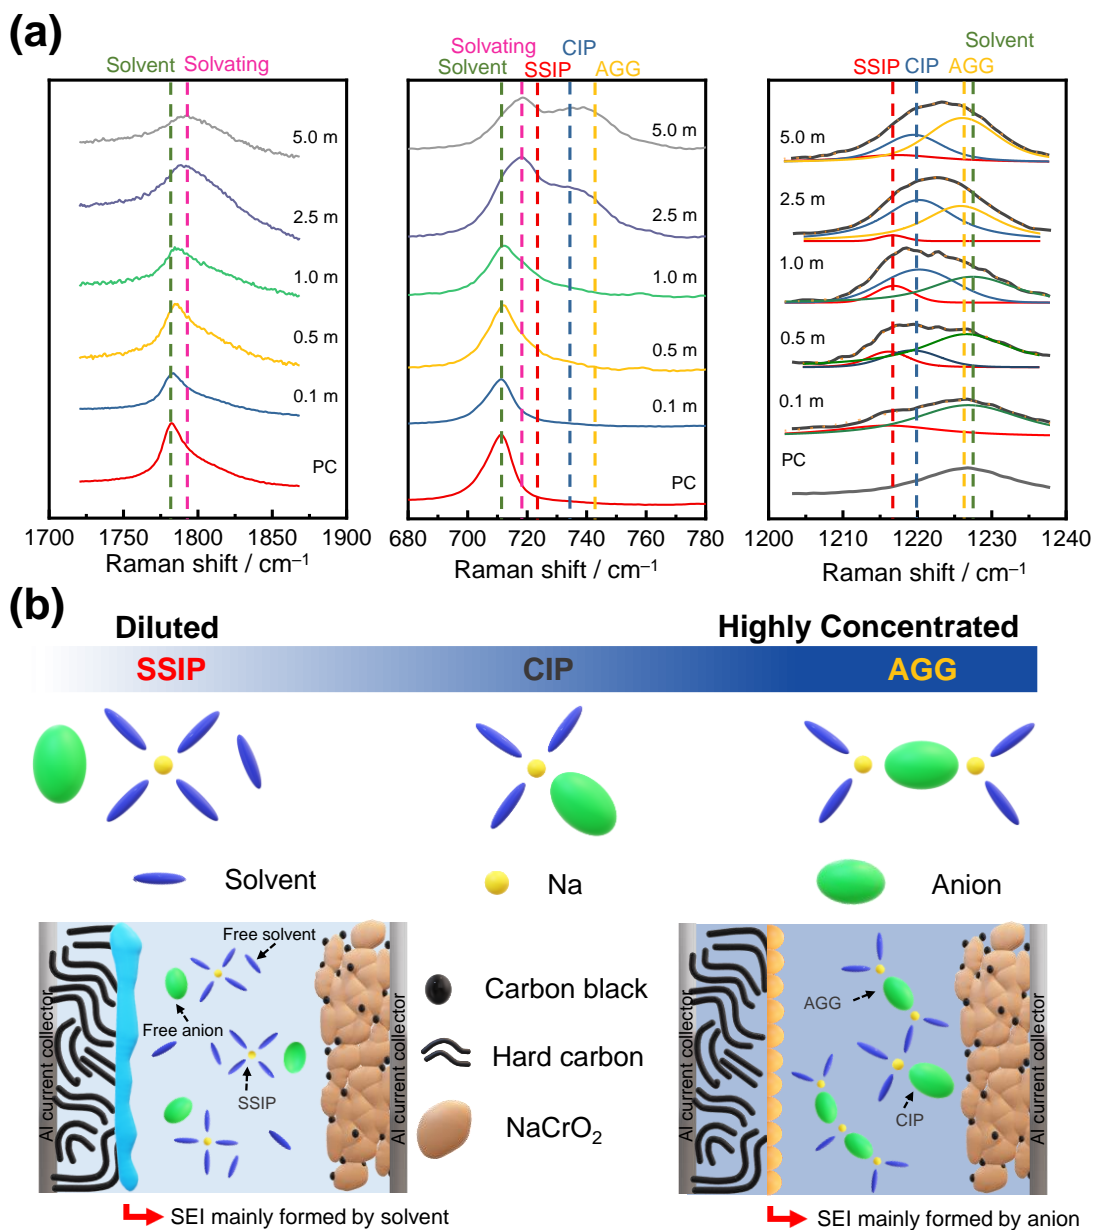 (a)
Solvent Solvating
5.0 m
2.5 m
1.0 m
0.5 m
0.1 m
PC
1700 1750 1800 1850 1900
Raman shift / cm⁻¹
Solvating CIP
Solvent SSIP AGG
5.0 m
2.5 m
1.0 m
0.5 m
0.1 m
PC
680 700 720 740 760 780
Raman shift / cm⁻¹
Solvent
SSIP CIP AGG
5.0 m
2.5 m
1.0 m
0.5 m
0.1 m
PC
1200 1210 1220 1230 1240
Raman shift / cm⁻¹
(b)
Diluted Highly Concentrated
SSIP CIP AGG
Solvent Na Anion
Al current collector
Free solvent
Free anion
SSIP
Al current collector
SEI mainly formed by solvent
Carbon black
Hard carbon
NaCrO₂
Al current collector
AGG
CIP
Al current collector
SEI mainly formed by anion